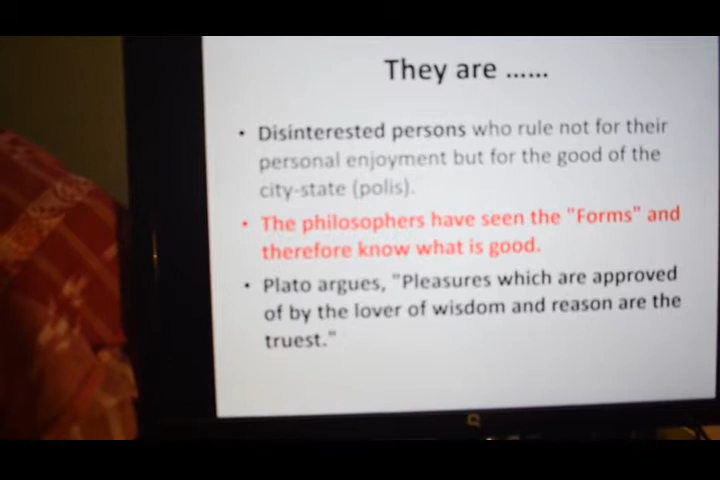 They are ......
• Disinterested persons who rule not for their
personal enjoyment but for the good of the
city-state (polis).
• The philosophers have seen the "Forms" and
therefore know what is good.
• Plato argues, "Pleasures which are approved
of by the lover of wisdom and reason are the
truest."